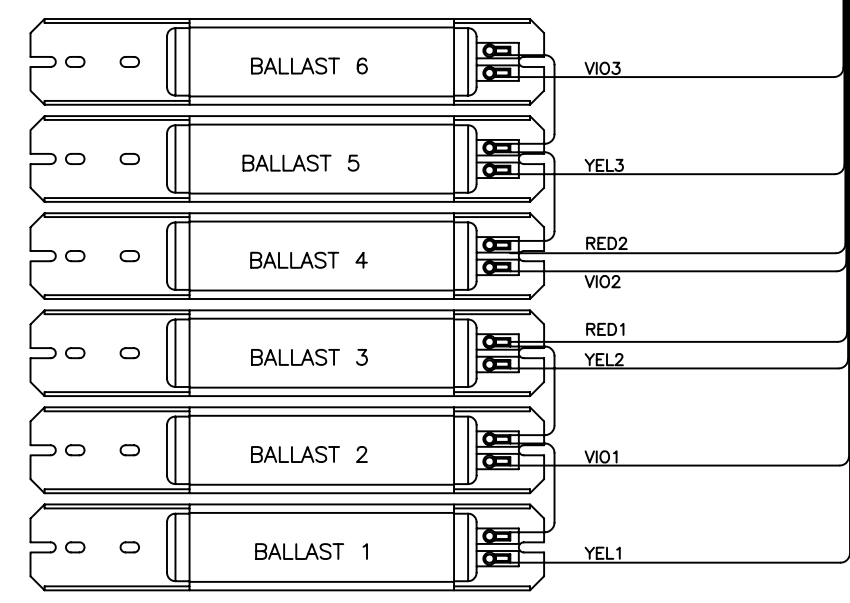 BALLAST 6
VIO3
BALLAST 5
YEL3
RED2
BALLAST 4
VIO2
RED1
BALLAST 3
YEL2
BALLAST 2
VIO1
BALLAST 1
YEL1